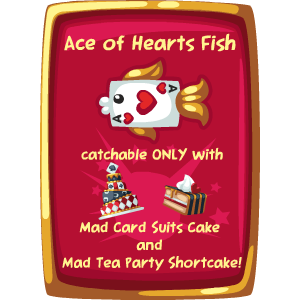 Ace of Hearts Fish
A
A
catchable ONLY with
Mad Card Suits Cake
and
Mad Tea Party Shortcake!